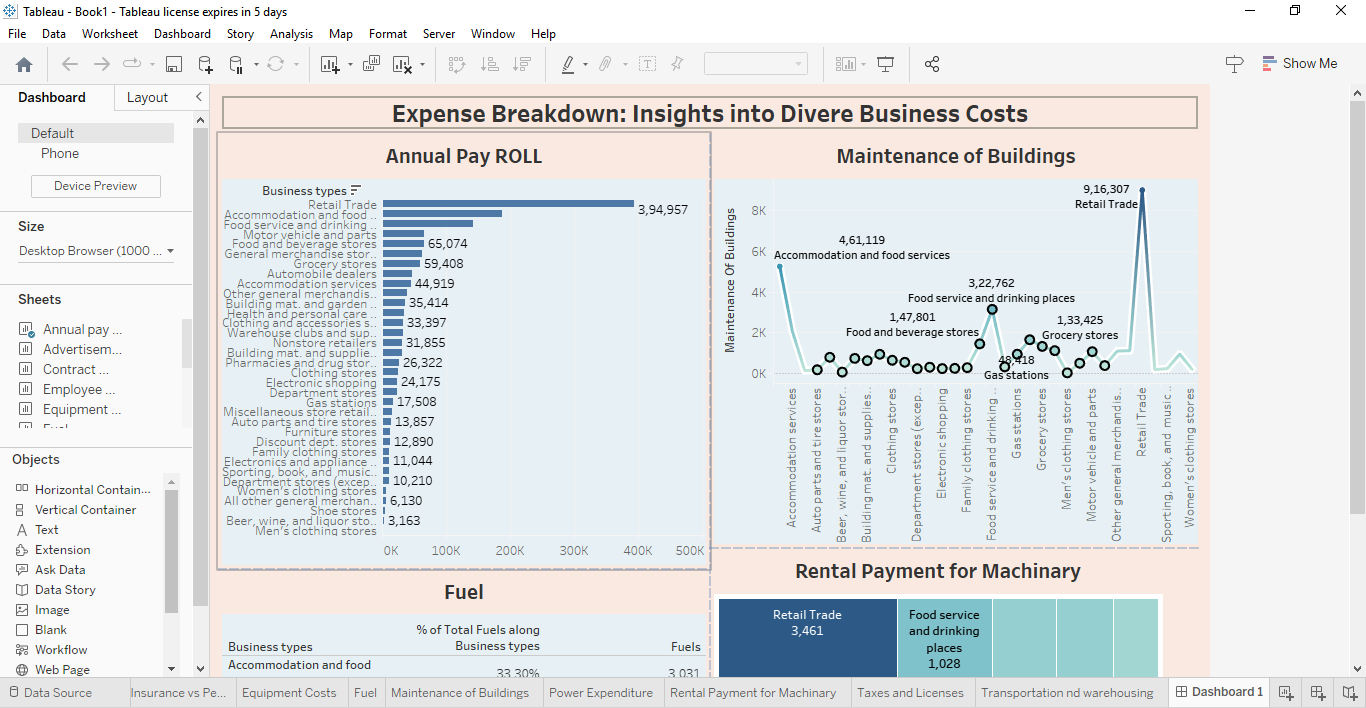 Tableau - Book1 - Tableau license expires in 5 days
File Data Worksheet Dashboard Story Analysis Map Format Server Window Help
Show Me
Dashboard Layout
Default
Phone
Device Preview
Size
Desktop Browser (1000 ...
Sheets
Annual pay ...
Advertisem...
Contract ...
Employee ...
Equipment ...
Objects
Horizontal Contain...
Vertical Container
Text
Extension
Ask Data
Data Story
Image
Blank
Workflow
Web Page
Expense Breakdown: Insights into Divere Business Costs
Annual Pay ROLL
Business types
Retail Trade 3,94,957
Accommodation and food ..
Food service and drinking ..
Motor vehicle and parts
Food and beverage stores 65,074
General merchandise stor..
Grocery stores 59,408
Automobile dealers
Accommodation services 44,919
Other general merchandis..
Building mat. and garden .. 35,414
Health and personal care ..
Clothing and accessories s.. 33,397
Warehouse clubs and sup..
Nonstore retailers 31,855
Building mat. and supplie..
Pharmacies and drug stor.. 26,322
Clothing stores
Electronic shopping 24,175
Department stores
Gas stations 17,508
Miscellaneous store retail..
Auto parts and tire stores 13,857
Furniture stores
Discount dept. stores 12,890
Family clothing stores
Electronics and appliance .. 11,044
Sporting, book, and music..
Department stores (excep.. 10,210
Women's clothing stores
All other general merchan.. 6,130
Shoe stores
Beer, wine, and liquor sto.. 3,163
Men's clothing stores
0K 100K 200K 300K 400K 500K
Maintenance of Buildings
Maintenance Of Buildings
8K
6K
4K
2K
0K
9,16,307
Retail Trade
4,61,119
Accommodation and food services
3,22,762
Food service and drinking places
1,47,801
Food and beverage stores
1,33,425
Grocery stores
48,418
Gas stations
Accommodation services
Auto parts and tire stores
Beer, wine, and liquor stor..
Building mat. and supplies..
Clothing stores
Department stores (excep..
Electronic shopping
Family clothing stores
Food service and drinking ..
Gas stations
Grocery stores
Men's clothing stores
Motor vehicle and parts
Other general merchandis..
Retail Trade
Sporting, book, and music ..
Women's clothing stores
Fuel
% of Total Fuels along
Business types Business types Fuels
Accommodation and food
33.30% 3,031
Rental Payment for Machinary
Retail Trade
3,461
Food service
and drinking
places
1,028
Data Source Insurance vs Pe... Equipment Costs Fuel Maintenance of Buildings Power Expenditure Rental Payment for Machinary Taxes and Licenses Transportation nd warehousing Dashboard 1